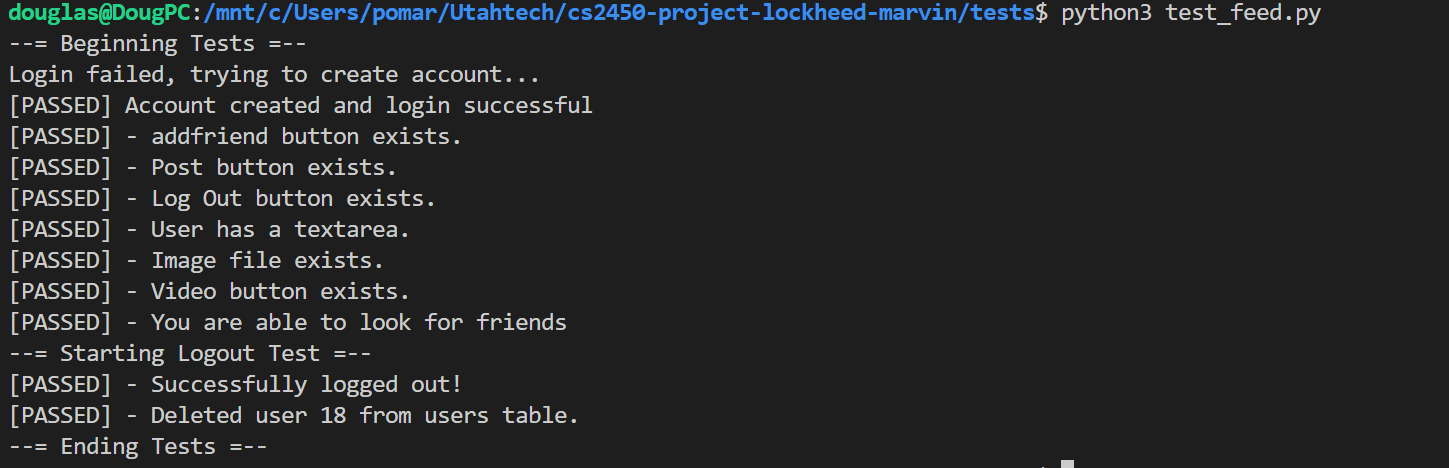 douglas@DougPC:/mnt/c/Users/pomar/Utahtech/cs2450-project-lockheed-marvin/tests$ python3 test_feed.py
--= Beginning Tests =--
Login failed, trying to create account...
[PASSED] Account created and login successful
[PASSED] - addfriend button exists.
[PASSED] - Post button exists.
[PASSED] - Log Out button exists.
[PASSED] - User has a textarea.
[PASSED] - Image file exists.
[PASSED] - Video button exists.
[PASSED] - You are able to look for friends
--= Starting Logout Test =--
[PASSED] - Successfully logged out!
[PASSED] - Deleted user 18 from users table.
--= Ending Tests =--